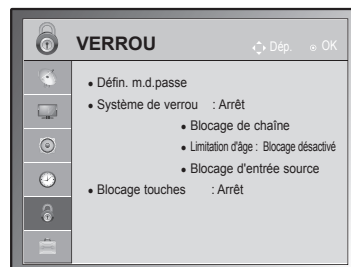 VERROU
Dép. OK
• Défin. m.d.passe
• Système de verrou : Arrêt
• Blocage de chaîne
• Limitation d'âge : Blocage désactivé
• Blocage d'entrée source
• Blocage touches : Arrêt